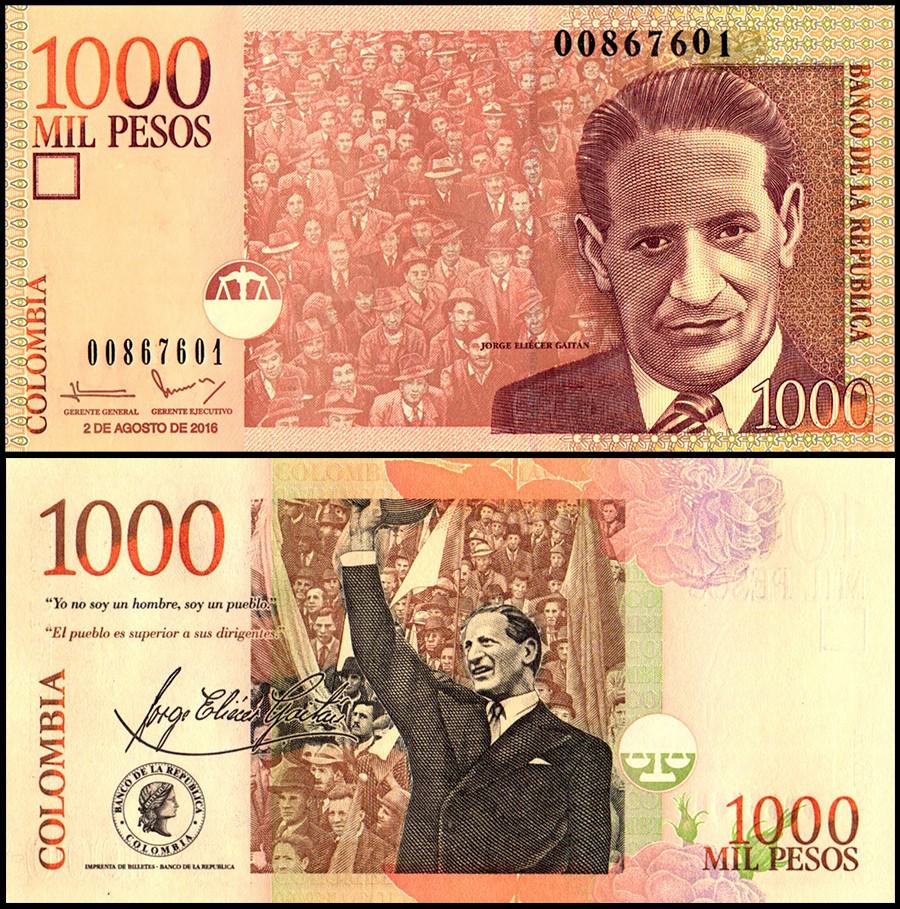 1000
MIL PESOS
00867601
BANCO DE LA REPUBLICA
COLOMBIA
00867601
JORGE ELIÉCER GAITÁN
GERENTE GENERAL GERENTE EJECUTIVO
2 DE AGOSTO DE 2016
1000
COLOMBIA
1000
“Yo no soy un hombre, soy un pueblo.”
“El pueblo es superior a sus dirigentes.”
Jorge Eliécer Gaitán
COLOMBIA
BANCO DE LA REPUBLICA
COLOMBIA
IMPRENTA DE BILLETES - BANCO DE LA REPUBLICA
1000
MIL PESOS